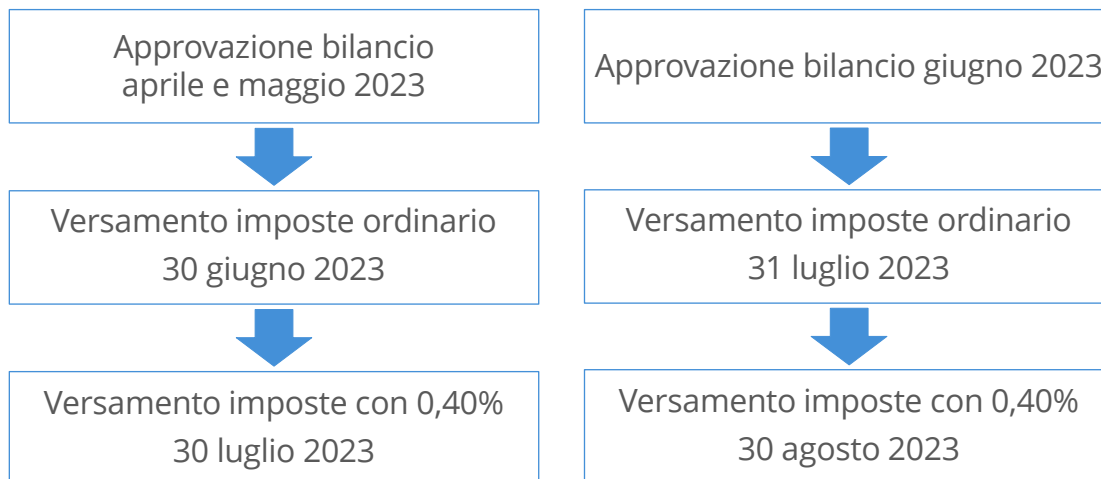 Approvazione bilancio
aprile e maggio 2023
Versamento imposte ordinario
30 giugno 2023
Versamento imposte con 0,40%
30 luglio 2023
Approvazione bilancio giugno 2023
Versamento imposte ordinario
31 luglio 2023
Versamento imposte con 0,40%
30 agosto 2023